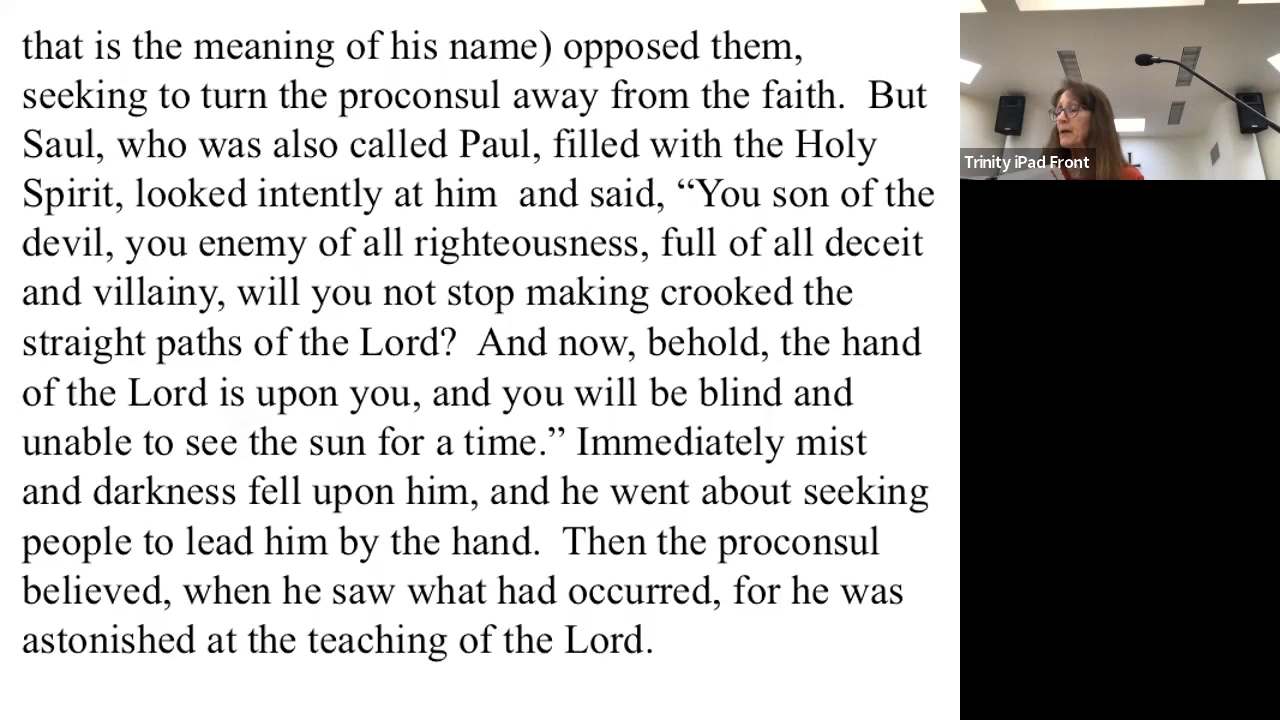 that is the meaning of his name) opposed them,
seeking to turn the proconsul away from the faith.  But
Saul, who was also called Paul, filled with the Holy
Spirit, looked intently at him  and said, “You son of the
devil, you enemy of all righteousness, full of all deceit
and villainy, will you not stop making crooked the
straight paths of the Lord?  And now, behold, the hand
of the Lord is upon you, and you will be blind and
unable to see the sun for a time.” Immediately mist
and darkness fell upon him, and he went about seeking
people to lead him by the hand.  Then the proconsul
believed, when he saw what had occurred, for he was
astonished at the teaching of the Lord.
Trinity iPad Front